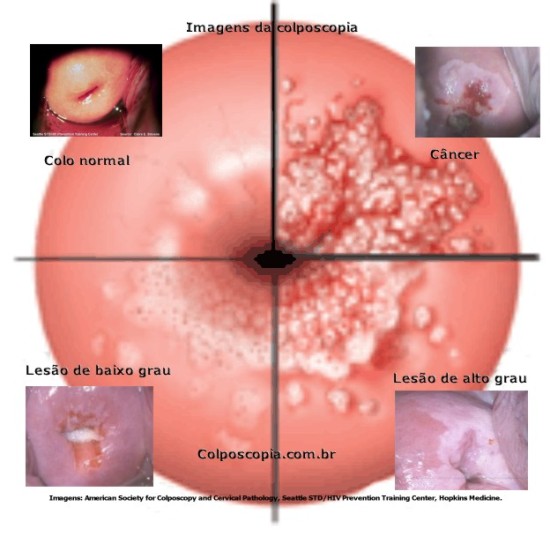 Imagens da colposcopia
Colo normal
Câncer
Lesão de baixo grau
Lesão de alto grau
Colposcopia.com.br
Imagens: American Society for Colposcopy and Cervical Pathology, Seattle STD/HIV Prevention Training Center, Hopkins Medicine.